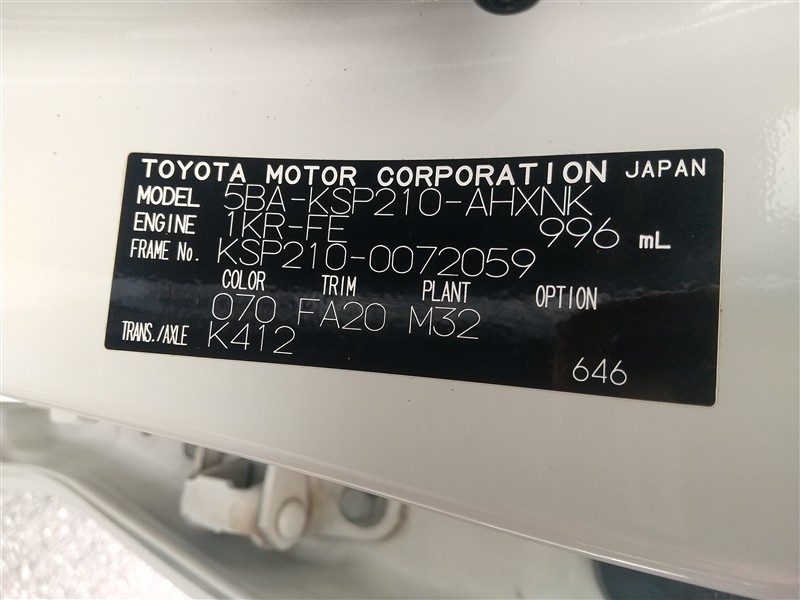 TOYOTA MOTOR CORPORATION JAPAN
MODEL 5BA-KSP210-AHXNK
ENGINE 1KR-FE 996 mL
FRAME No. KSP210-0072059
COLOR TRIM PLANT OPTION
070 FA20 M32
TRANS./AXLE K412
646